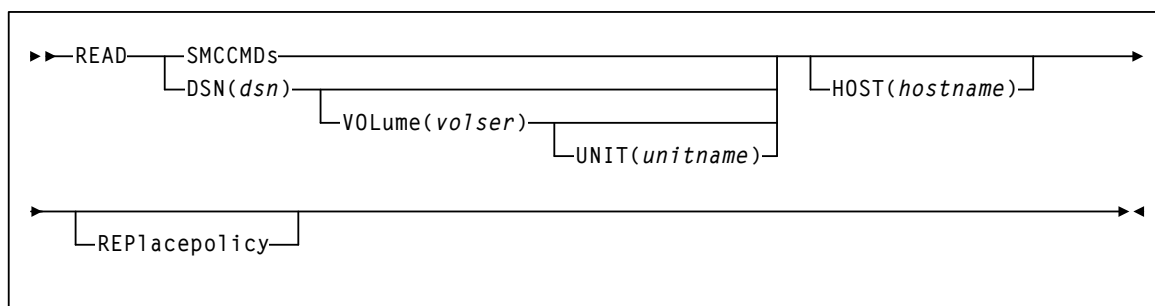 READ SMCCMDs
DSN(dsn) HOST(hostname)
VOLume(volser)
UNIT(unitname)
REPlacepolicy